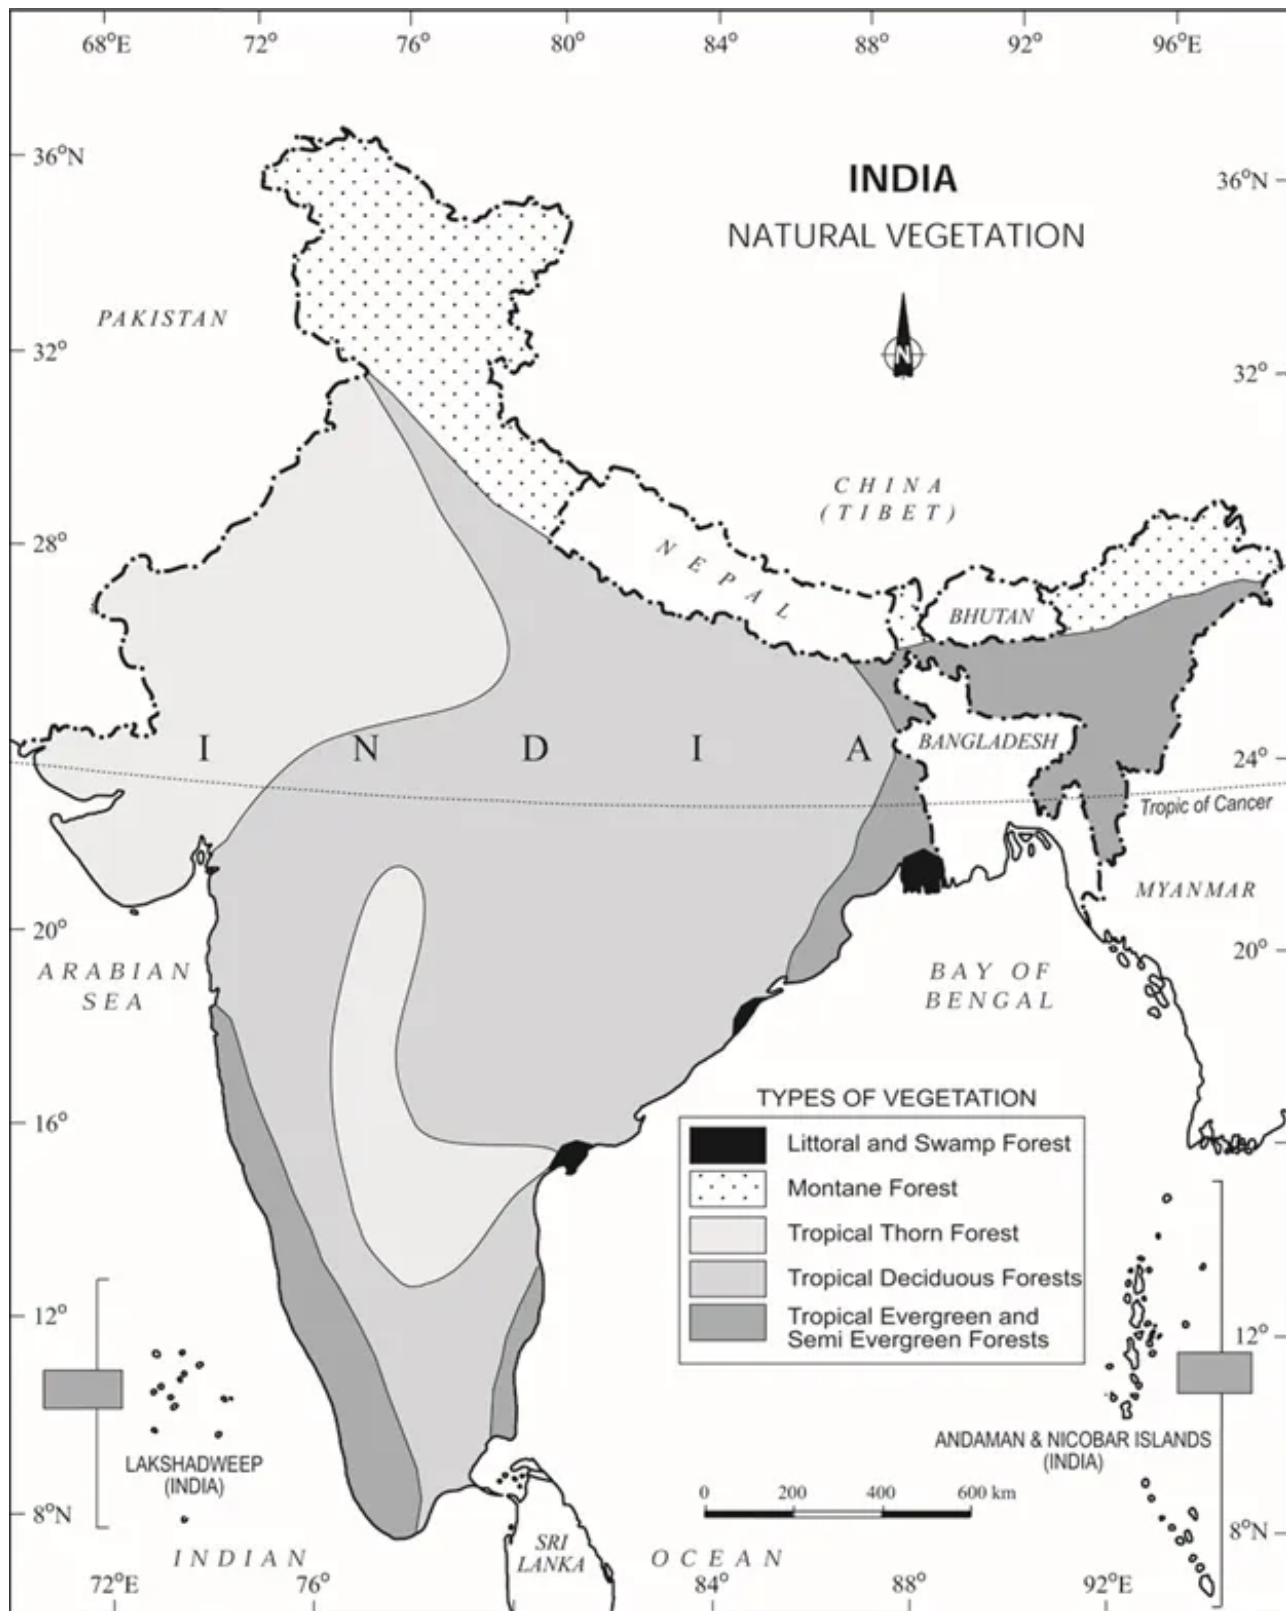 68°E 72° 76° 80° 84° 88° 92° 96°E
36°N
36°N
INDIA
NATURAL VEGETATION
N
PAKISTAN
32°
32°
CHINA
(TIBET)
28°
NEPAL
BHUTAN
INDIA
BANGLADESH
24°
Tropic of Cancer
MYANMAR
20°
20°
ARABIAN
SEA
BAY OF
BENGAL
TYPES OF VEGETATION
16°
Littoral and Swamp Forest
Montane Forest
Tropical Thorn Forest
Tropical Deciduous Forests
Tropical Evergreen and
Semi Evergreen Forests
12°
12°
LAKSHADWEEP
(INDIA)
ANDAMAN & NICOBAR ISLANDS
(INDIA)
0 200 400 600 km
8°N
8°N
SRI
LANKA
INDIAN OCEAN
72°E 76° 84° 88° 92°E